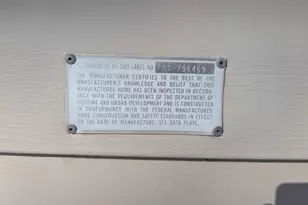 AS EVIDENCED BY THIS LABEL NO.
THE MANUFACTURER CERTIFIES TO THE BEST OF THE
MANUFACTURER'S KNOWLEDGE AND BELIEF THAT THIS
MANUFACTURED HOME HAS BEEN INSPECTED IN ACCORD-
ANCE WITH THE REQUIREMENTS OF THE DEPARTMENT OF
HOUSING AND URBAN DEVELOPMENT AND IS CONSTRUCTED
IN CONFORMANCE WITH THE FEDERAL MANUFACTURED
HOME CONSTRUCTION AND SAFETY STANDARDS IN EFFECT
ON THE DATE OF MANUFACTURE. SEE DATA PLATE.